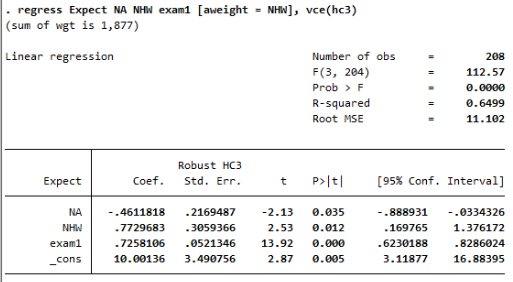 . regress Expect NA NHW exam1 [aweight = NHW], vce(hc3)
(sum of wgt is 1,877)
Linear regression Number of obs = 208
F(3, 204) = 112.57
Prob > F = 0.0000
R-squared = 0.6499
Root MSE = 11.102
Robust HC3
Expect Coef. Std. Err. t P>|t| [95% Conf. Interval]
NA -.4611818 .2169487 -2.13 0.035 -.888931 -.0334326
NHW .7729683 .3059366 2.53 0.012 .169765 1.376172
exam1 .7258106 .0521346 13.92 0.000 .6230188 .8286024
_cons 10.00136 3.490756 2.87 0.005 3.11877 16.88395